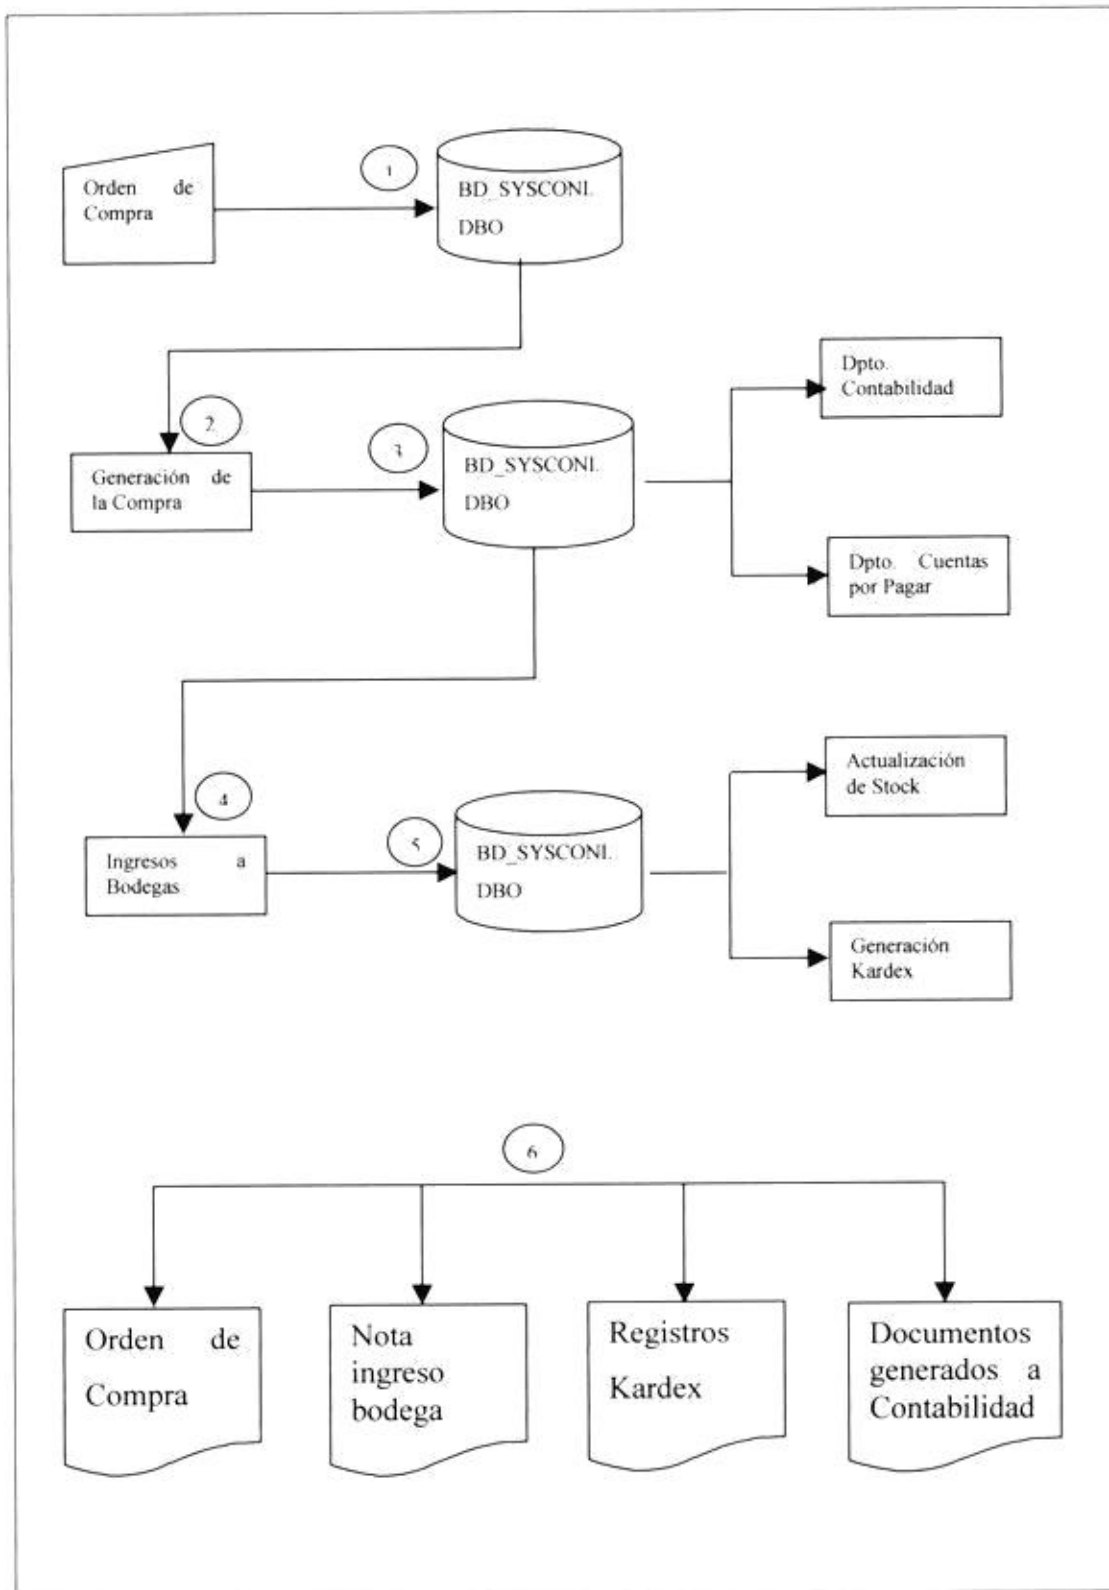 1
Orden de
Compra
BD_SYSCONI.
DBO
2
3
Dpto.
Contabilidad
Generación de
la Compra
BD_SYSCONI.
DBO
Dpto. Cuentas
por Pagar
4
5
Actualización
de Stock
Ingresos a
Bodegas
BD_SYSCONI.
DBO
Generación
Kardex
6
Orden de
Compra
Nota
ingreso
bodega
Registros
Kardex
Documentos
generados a
Contabilidad